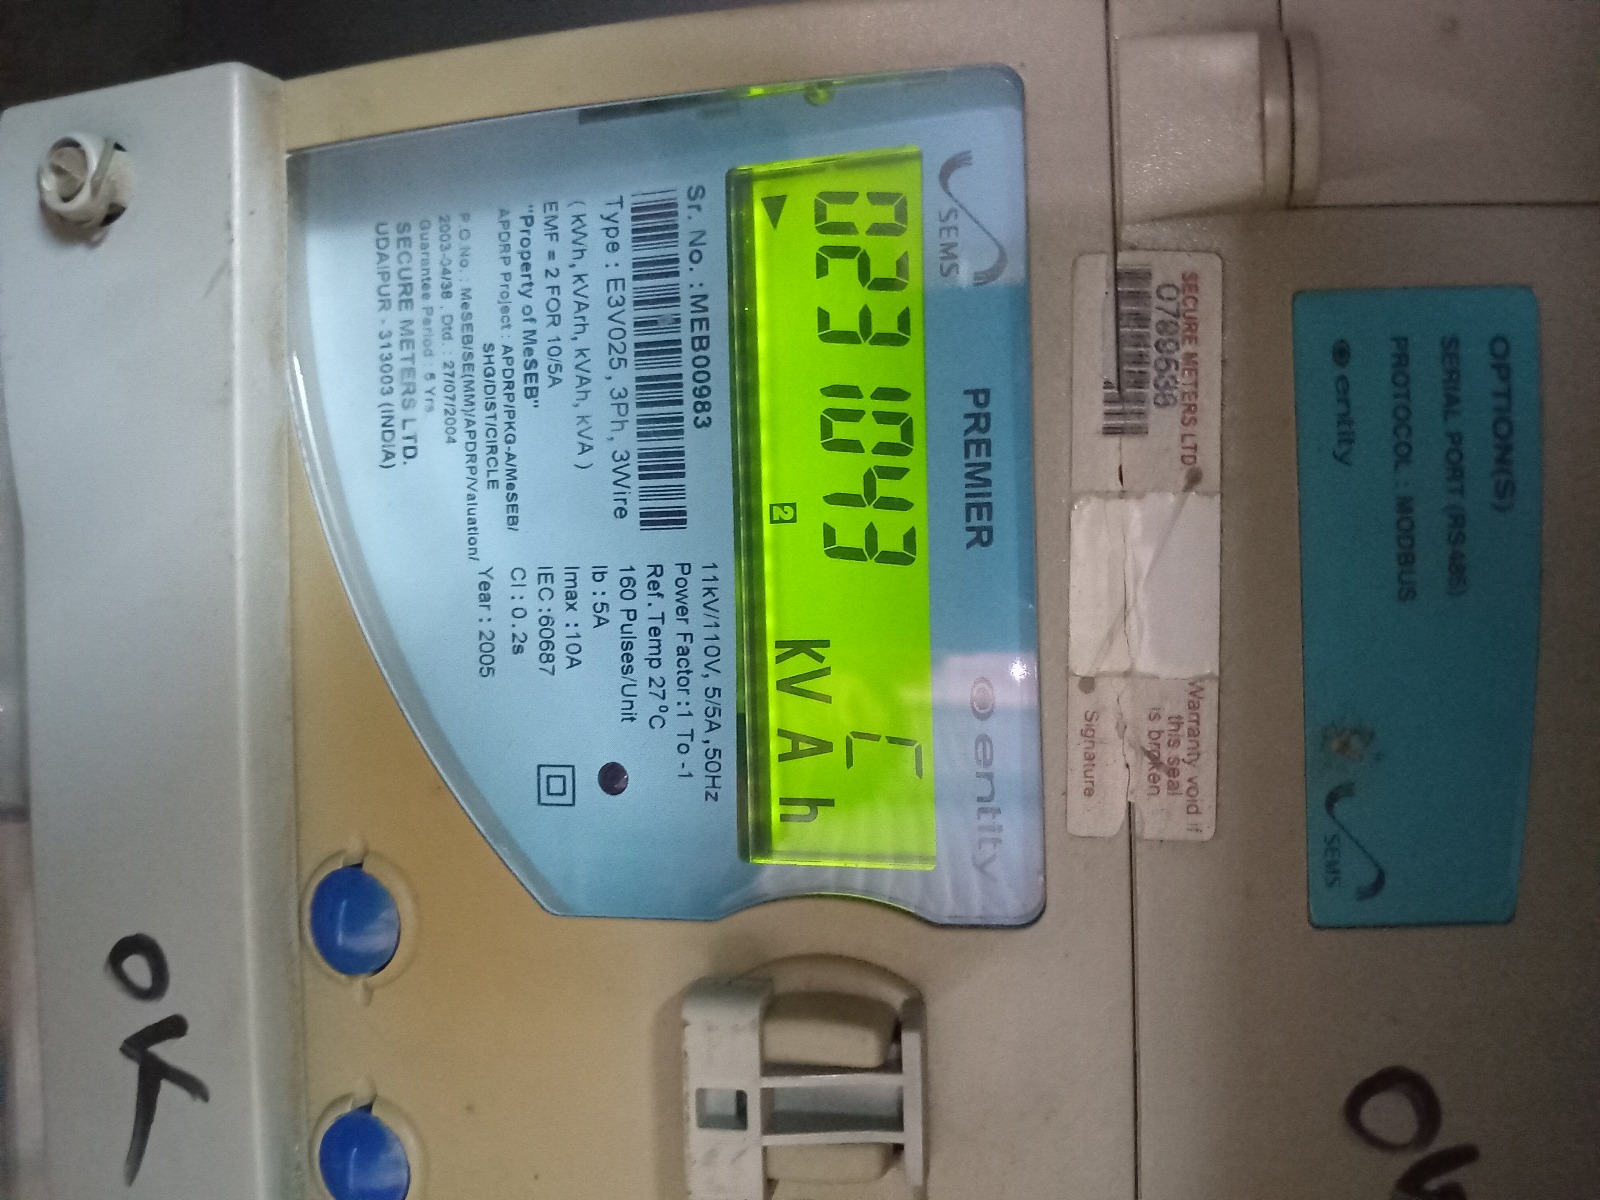 OPTION(S)
SERIAL PORT (RS485)
PROTOCOL : MODBUS
entity
SEMS
SECURE METERS LTD
Warranty void if
this seal
is broken.
Signature
SEMS
PREMIER
entity
0231043
kVAh
2
Sr. No. : MEB00983
Type : E3V025, 3Ph, 3Wire
( kWh, kVArh, kVAh, kVA )
EMF = 2 FOR 10/5A
"Property of MeSEB"
APDRP Project : APDRP/PKG-A/MeSEB/
SHG/DIST/CIRCLE
P.O No. : MeSEB/SE(MM)/APDRP/Valuation/
2003-04/38 , Dtd. : 27/07/2004
Guarantee Period : 5 Yrs
SECURE METERS LTD.
UDAIPUR - 313003 (INDIA)
11kV/110V, 5/5A, 50Hz
Power Factor : 1 To -1
Ref. Temp 27°C
160 Pulses/Unit
Ib : 5A
Imax : 10A
IEC : 60687
Cl : 0.2s
Year : 2005
OK
OK